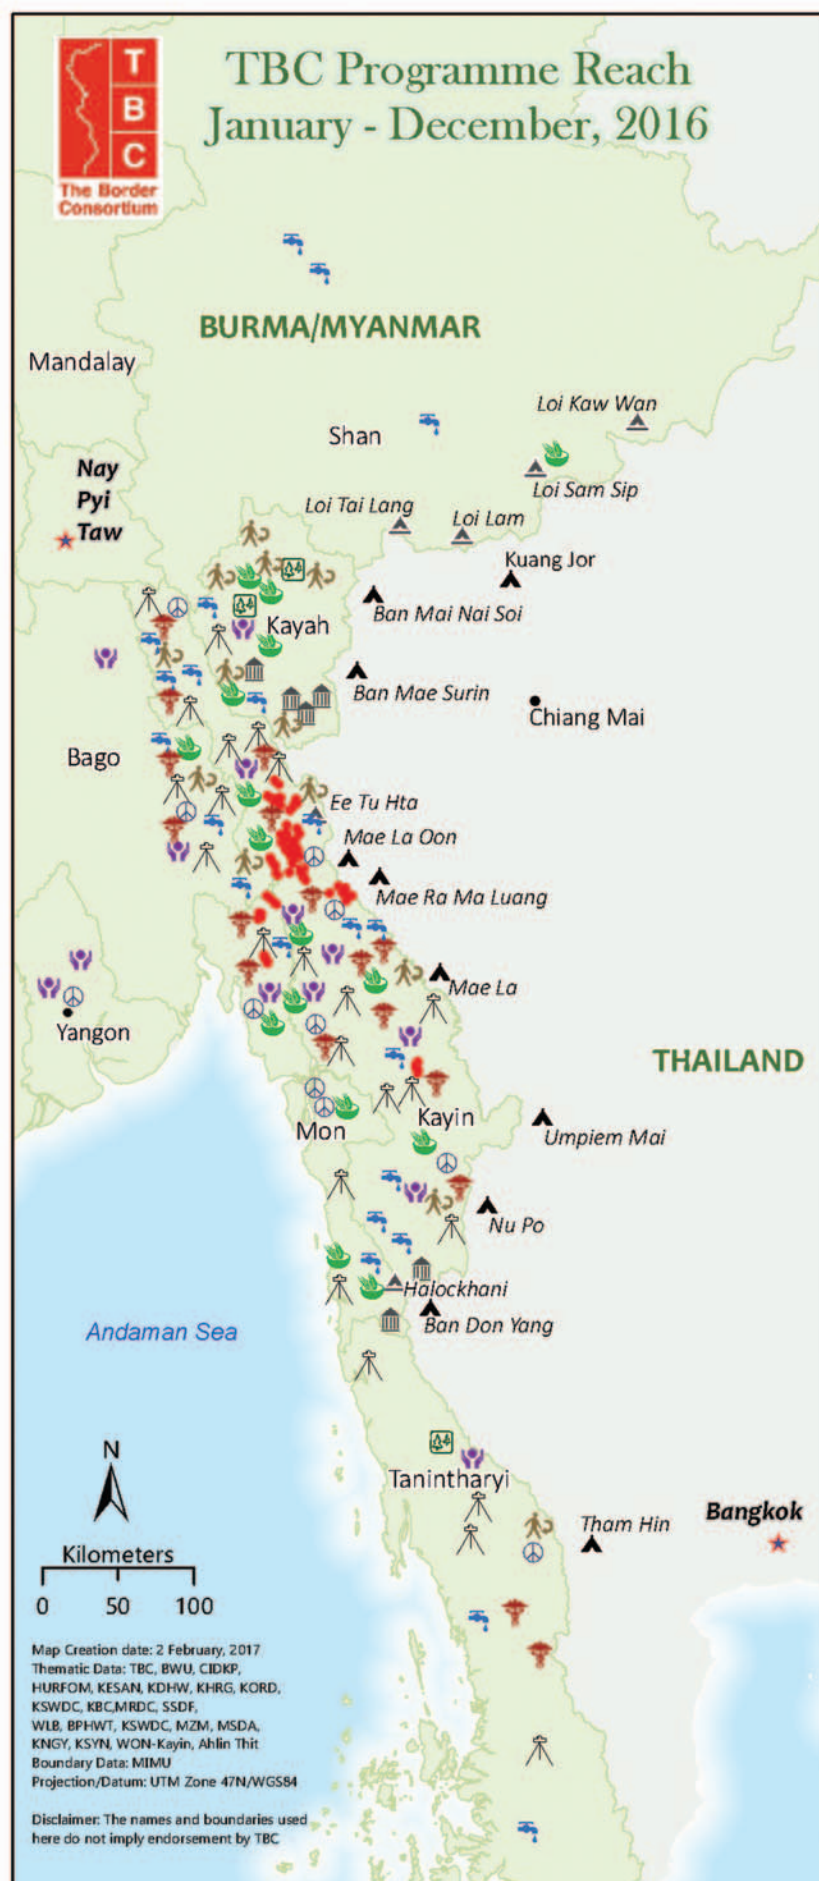 T
B
C
The Border
Consortium
TBC Programme Reach
January - December, 2016
BURMA/MYANMAR
Mandalay
Loi Kaw Wan
Shan
Nay
Pyi
Taw
Loi Sam Sip
Loi Tai Lang
Loi Lam
Kuang Jor
Ban Mai Nai Soi
Kayah
Ban Mae Surin
Chiang Mai
Bago
Ee Tu Hta
Mae La Oon
Mae Ra Ma Luang
Mae La
Yangon
THAILAND
Kayin
Mon
Umpiem Mai
Nu Po
Halockhani
Ban Don Yang
Andaman Sea
N
Tanintharyi
Bangkok
Tham Hin
Kilometers
0 50 100
Map Creation date: 2 February, 2017
Thematic Data: TBC, BWU, CIDKP,
HURFOM, KESAN, KDHW, KHRG, KORD,
KSWDC, KBC,MRDC, SSDF,
WLB, BPHWT, KSWDC, MZM, MSDA,
KNGY, KSYN, WON-Kayin, Ahlin Thit
Boundary Data: MIMU
Projection/Datum: UTM Zone 47N/WGS84
Disclaimer: The names and boundaries used
here do not imply endorsement by TBC